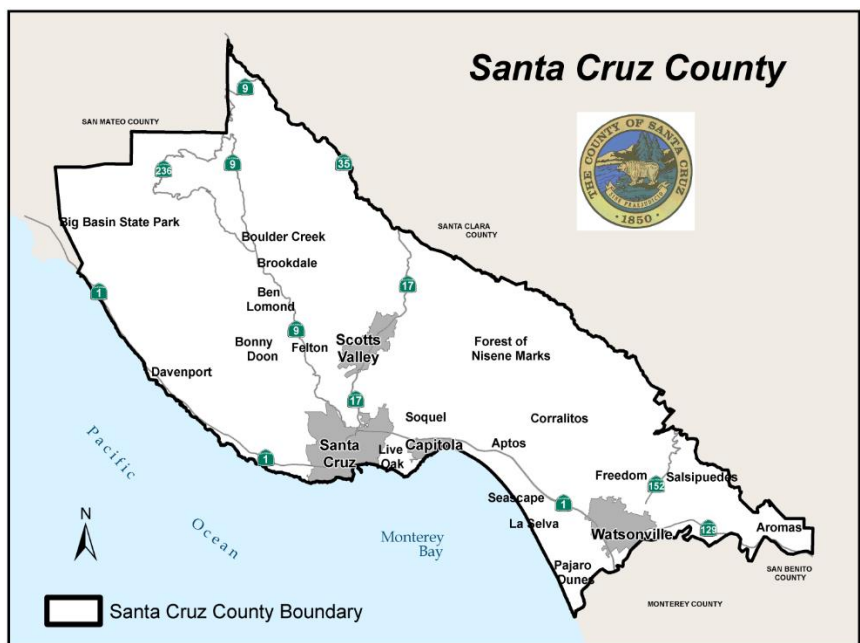 Santa Cruz County
9
SAN MATEO COUNTY
THE COUNTY OF SANTA CRUZ
1850
236
9
35
Big Basin State Park
SANTA CLARA
COUNTY
Boulder Creek
Brookdale
17
1
Ben
Lomond
9
Scotts
Valley
Bonny
Doon
Felton
Forest of
Nisene Marks
Davenport
17
Soquel
Corralitos
Pacific
Ocean
Santa
Cruz
Live
Oak
Capitola
Aptos
1
Freedom
Salsipuedes
152
Seascape
1
La Selva
Watsonville
129
Aromas
N
Monterey
Bay
Pajaro
Dunes
SAN BENITO
COUNTY
MONTEREY COUNTY
Santa Cruz County Boundary